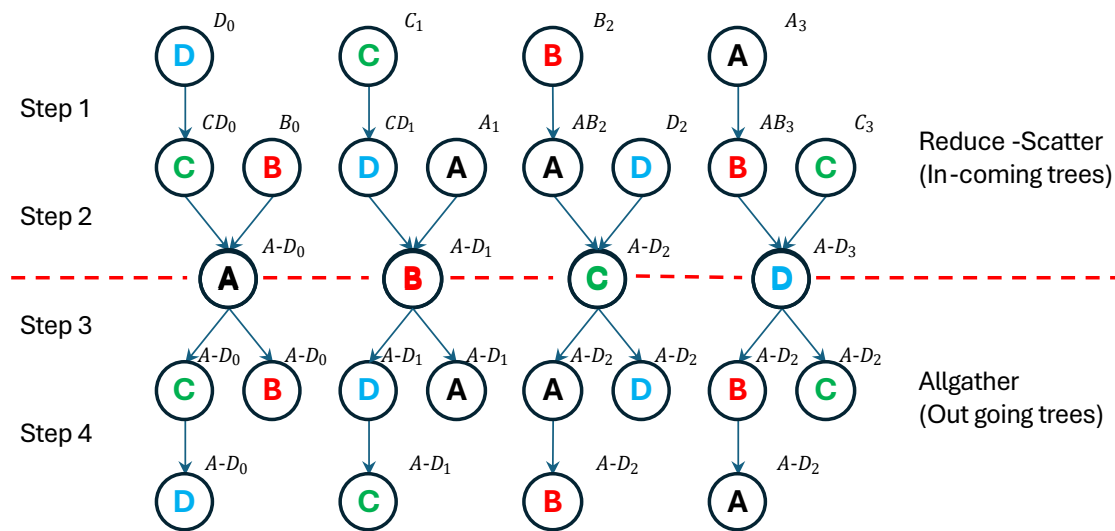 D₀ C₁ B₂ A₃
D C B A
Step 1
CD₀ B₀ CD₁ A₁ AB₂ D₂ AB₃ C₃
C B D A A D B C
Reduce -Scatter
(In-coming trees)
Step 2
A-D₀ A-D₁ A-D₂ A-D₃
A B C D
Step 3
A-D₀ A-D₀ A-D₁ A-D₁ A-D₂ A-D₂ A-D₂ A-D₂
C B D A A D B C
Allgather
(Out going trees)
Step 4
A-D₀ A-D₁ A-D₂ A-D₂
D C B A